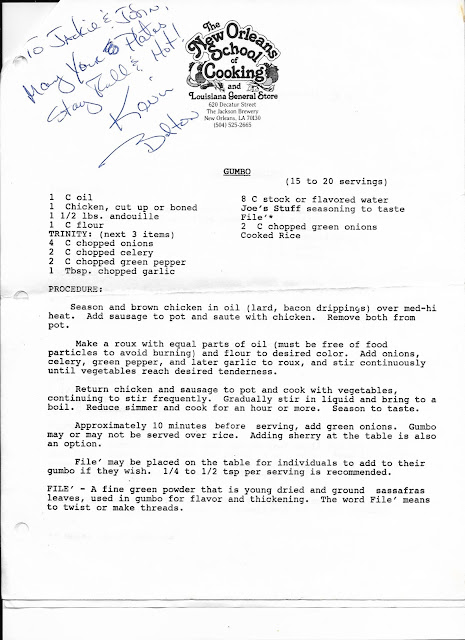 To Jackie & John,
May Your Plates
Stay Full & Hot!
Kevin
Belton
The
New Orleans
School
of
Cooking
and
Louisiana General Store
620 Decatur Street
The Jackson Brewery
New Orleans, LA 70130
(504) 525-2665
GUMBO
(15 to 20 servings)
1 C oil
1 Chicken, cut up or boned
1 1/2 lbs. andouille
1 C flour
TRINITY: (next 3 items)
4 C chopped onions
2 C chopped celery
2 C chopped green pepper
1 Tbsp. chopped garlic
8 C stock or flavored water
Joe's Stuff seasoning to taste
File'*
2 C chopped green onions
Cooked Rice
PROCEDURE:
Season and brown chicken in oil (lard, bacon drippings) over med-hi
heat. Add sausage to pot and saute with chicken. Remove both from
pot.
Make a roux with equal parts of oil (must be free of food
particles to avoid burning) and flour to desired color. Add onions,
celery, green pepper, and later garlic to roux, and stir continuously
until vegetables reach desired tenderness.
Return chicken and sausage to pot and cook with vegetables,
continuing to stir frequently. Gradually stir in liquid and bring to a
boil. Reduce simmer and cook for an hour or more. Season to taste.
Approximately 10 minutes before serving, add green onions. Gumbo
may or may not be served over rice. Adding sherry at the table is also
an option.
File' may be placed on the table for individuals to add to their
gumbo if they wish. 1/4 to 1/2 tsp per serving is recommended.
FILE' - A fine green powder that is young dried and ground sassafras
leaves, used in gumbo for flavor and thickening. The word File' means
to twist or make threads.